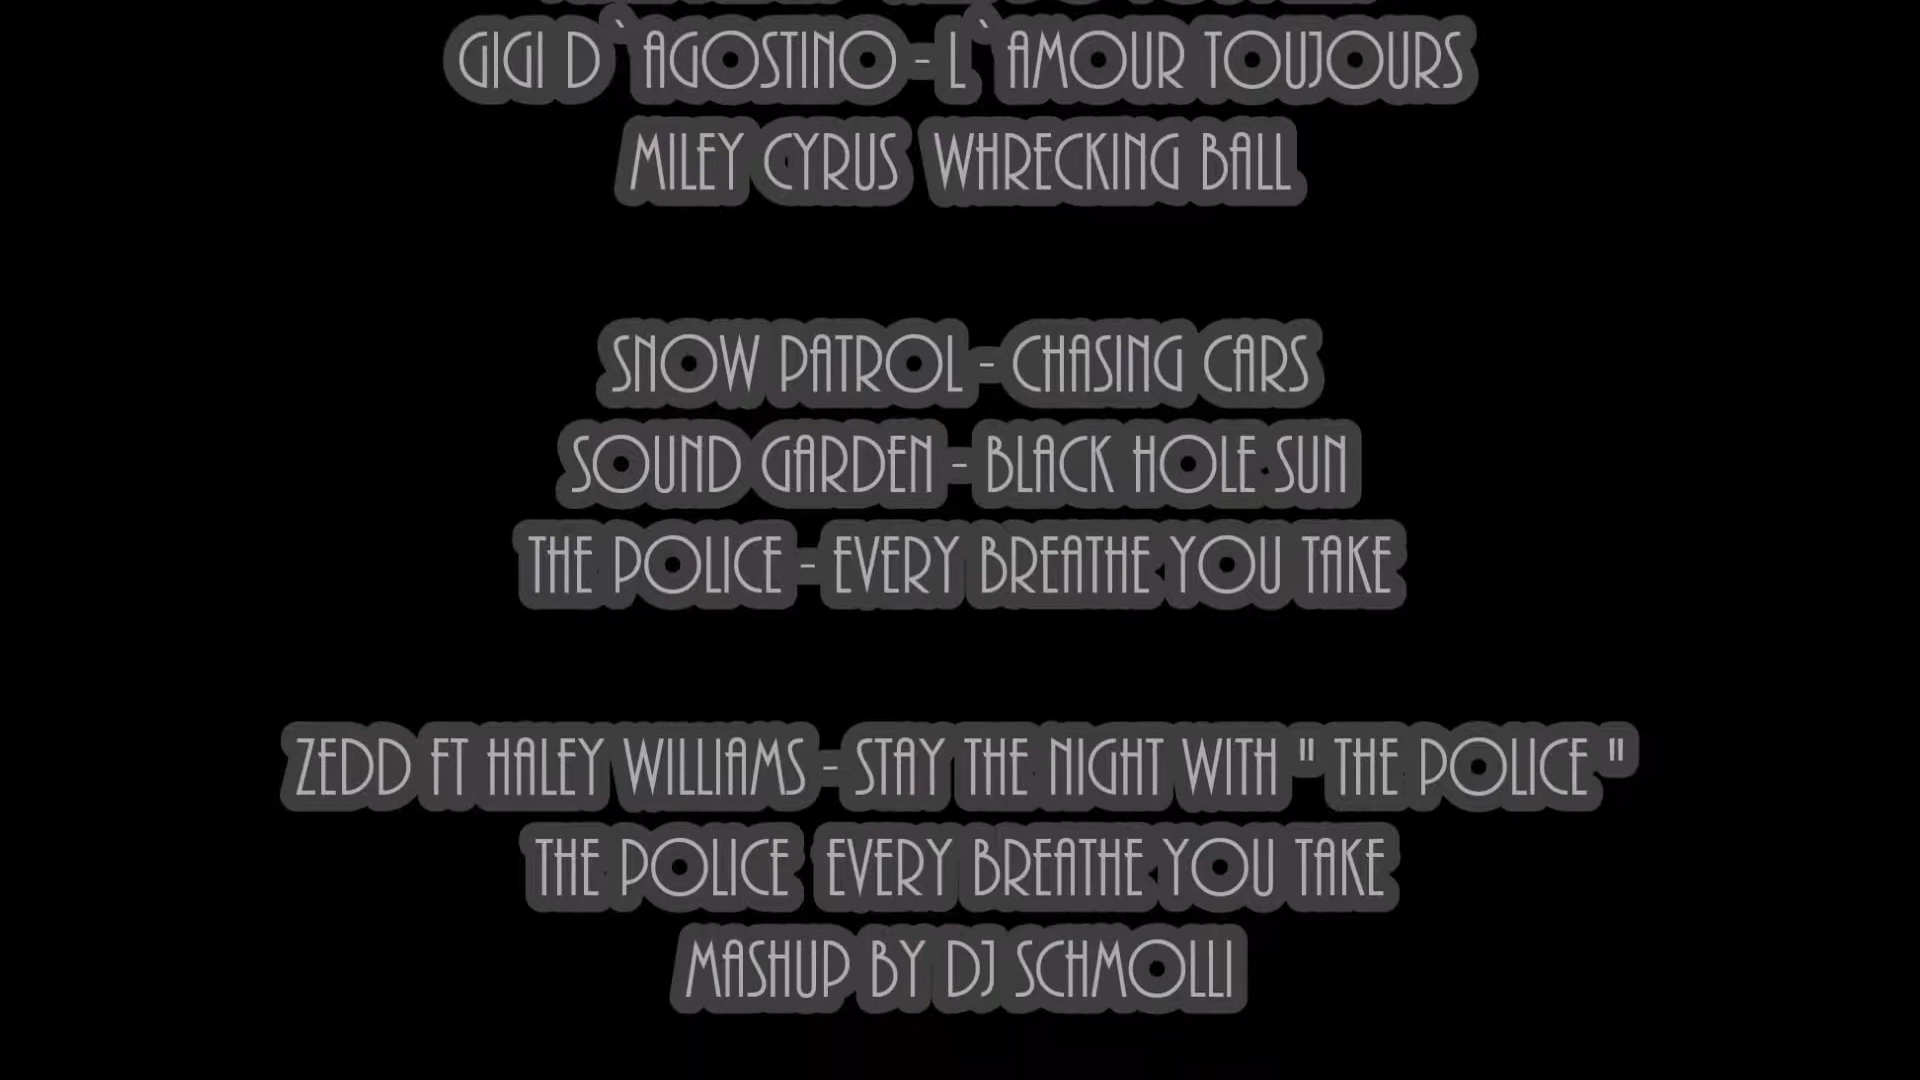 GIGI D`AGOSTINO - L`AMOUR TOUJOURS
MILEY CYRUS WHRECKING BALL
SNOW PATROL - CHASING CARS
SOUND GARDEN - BLACK HOLE SUN
THE POLICE - EVERY BREATHE YOU TAKE
ZEDD FT HALEY WILLIAMS - STAY THE NIGHT WITH " THE POLICE "
THE POLICE EVERY BREATHE YOU TAKE
MASHUP BY DJ SCHMOLLI